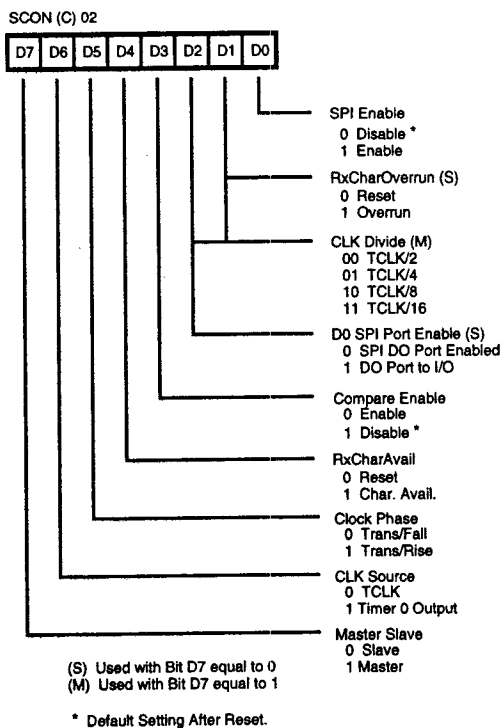 SCON (C) 02
D7 D6 D5 D4 D3 D2 D1 D0
SPI Enable
0 Disable *
1 Enable
RxCharOverrun (S)
0 Reset
1 Overrun
CLK Divide (M)
00 TCLK/2
01 TCLK/4
10 TCLK/8
11 TCLK/16
D0 SPI Port Enable (S)
0 SPI DO Port Enabled
1 DO Port to I/O
Compare Enable
0 Enable
1 Disable *
RxCharAvail
0 Reset
1 Char. Avail.
Clock Phase
0 Trans/Fall
1 Trans/Rise
CLK Source
0 TCLK
1 Timer 0 Output
Master Slave
0 Slave
1 Master
(S) Used with Bit D7 equal to 0
(M) Used with Bit D7 equal to 1
* Default Setting After Reset.